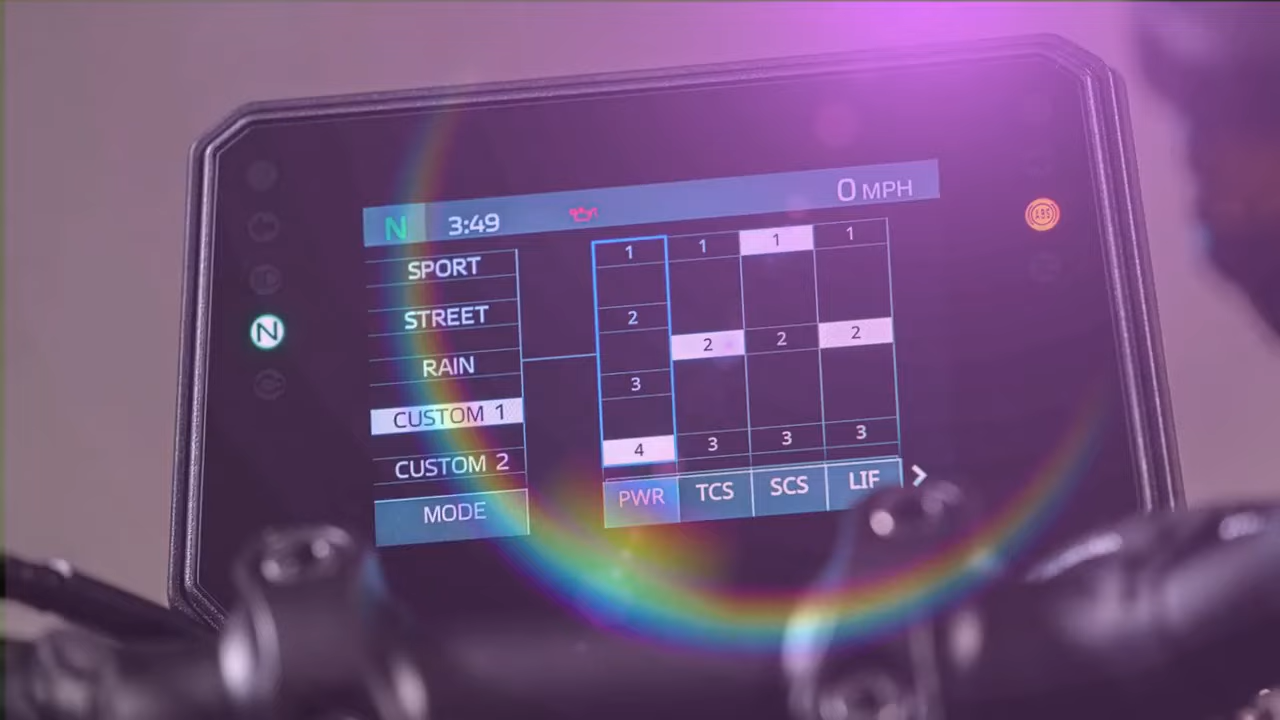 N 3:49 0 MPH
ABS
SPORT
STREET
N
RAIN
CUSTOM 1
CUSTOM 2
MODE
1 1 1 1
2 2 2 2
3
4 3 3 3
PWR TCS SCS LIF >